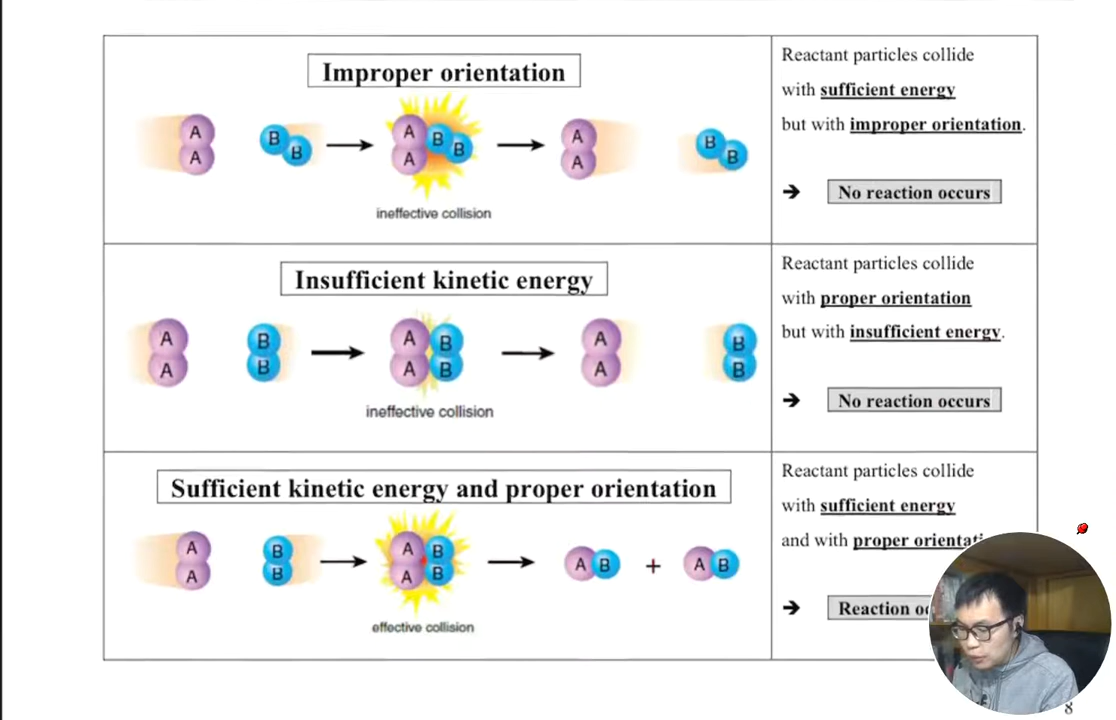 Improper orientation
A
A
B
B
A
A
B
B
A
A
B
B
ineffective collision
Reactant particles collide
with sufficient energy
but with improper orientation.
➔ No reaction occurs
Insufficient kinetic energy
A
A
B
B
A
A
B
B
A
A
B
B
ineffective collision
Reactant particles collide
with proper orientation
but with insufficient energy.
➔ No reaction occurs
Sufficient kinetic energy and proper orientation
A
A
B
B
A
A
B
B
A B + A B
effective collision
Reactant particles collide
with sufficient energy
and with proper
➔ Reaction
8